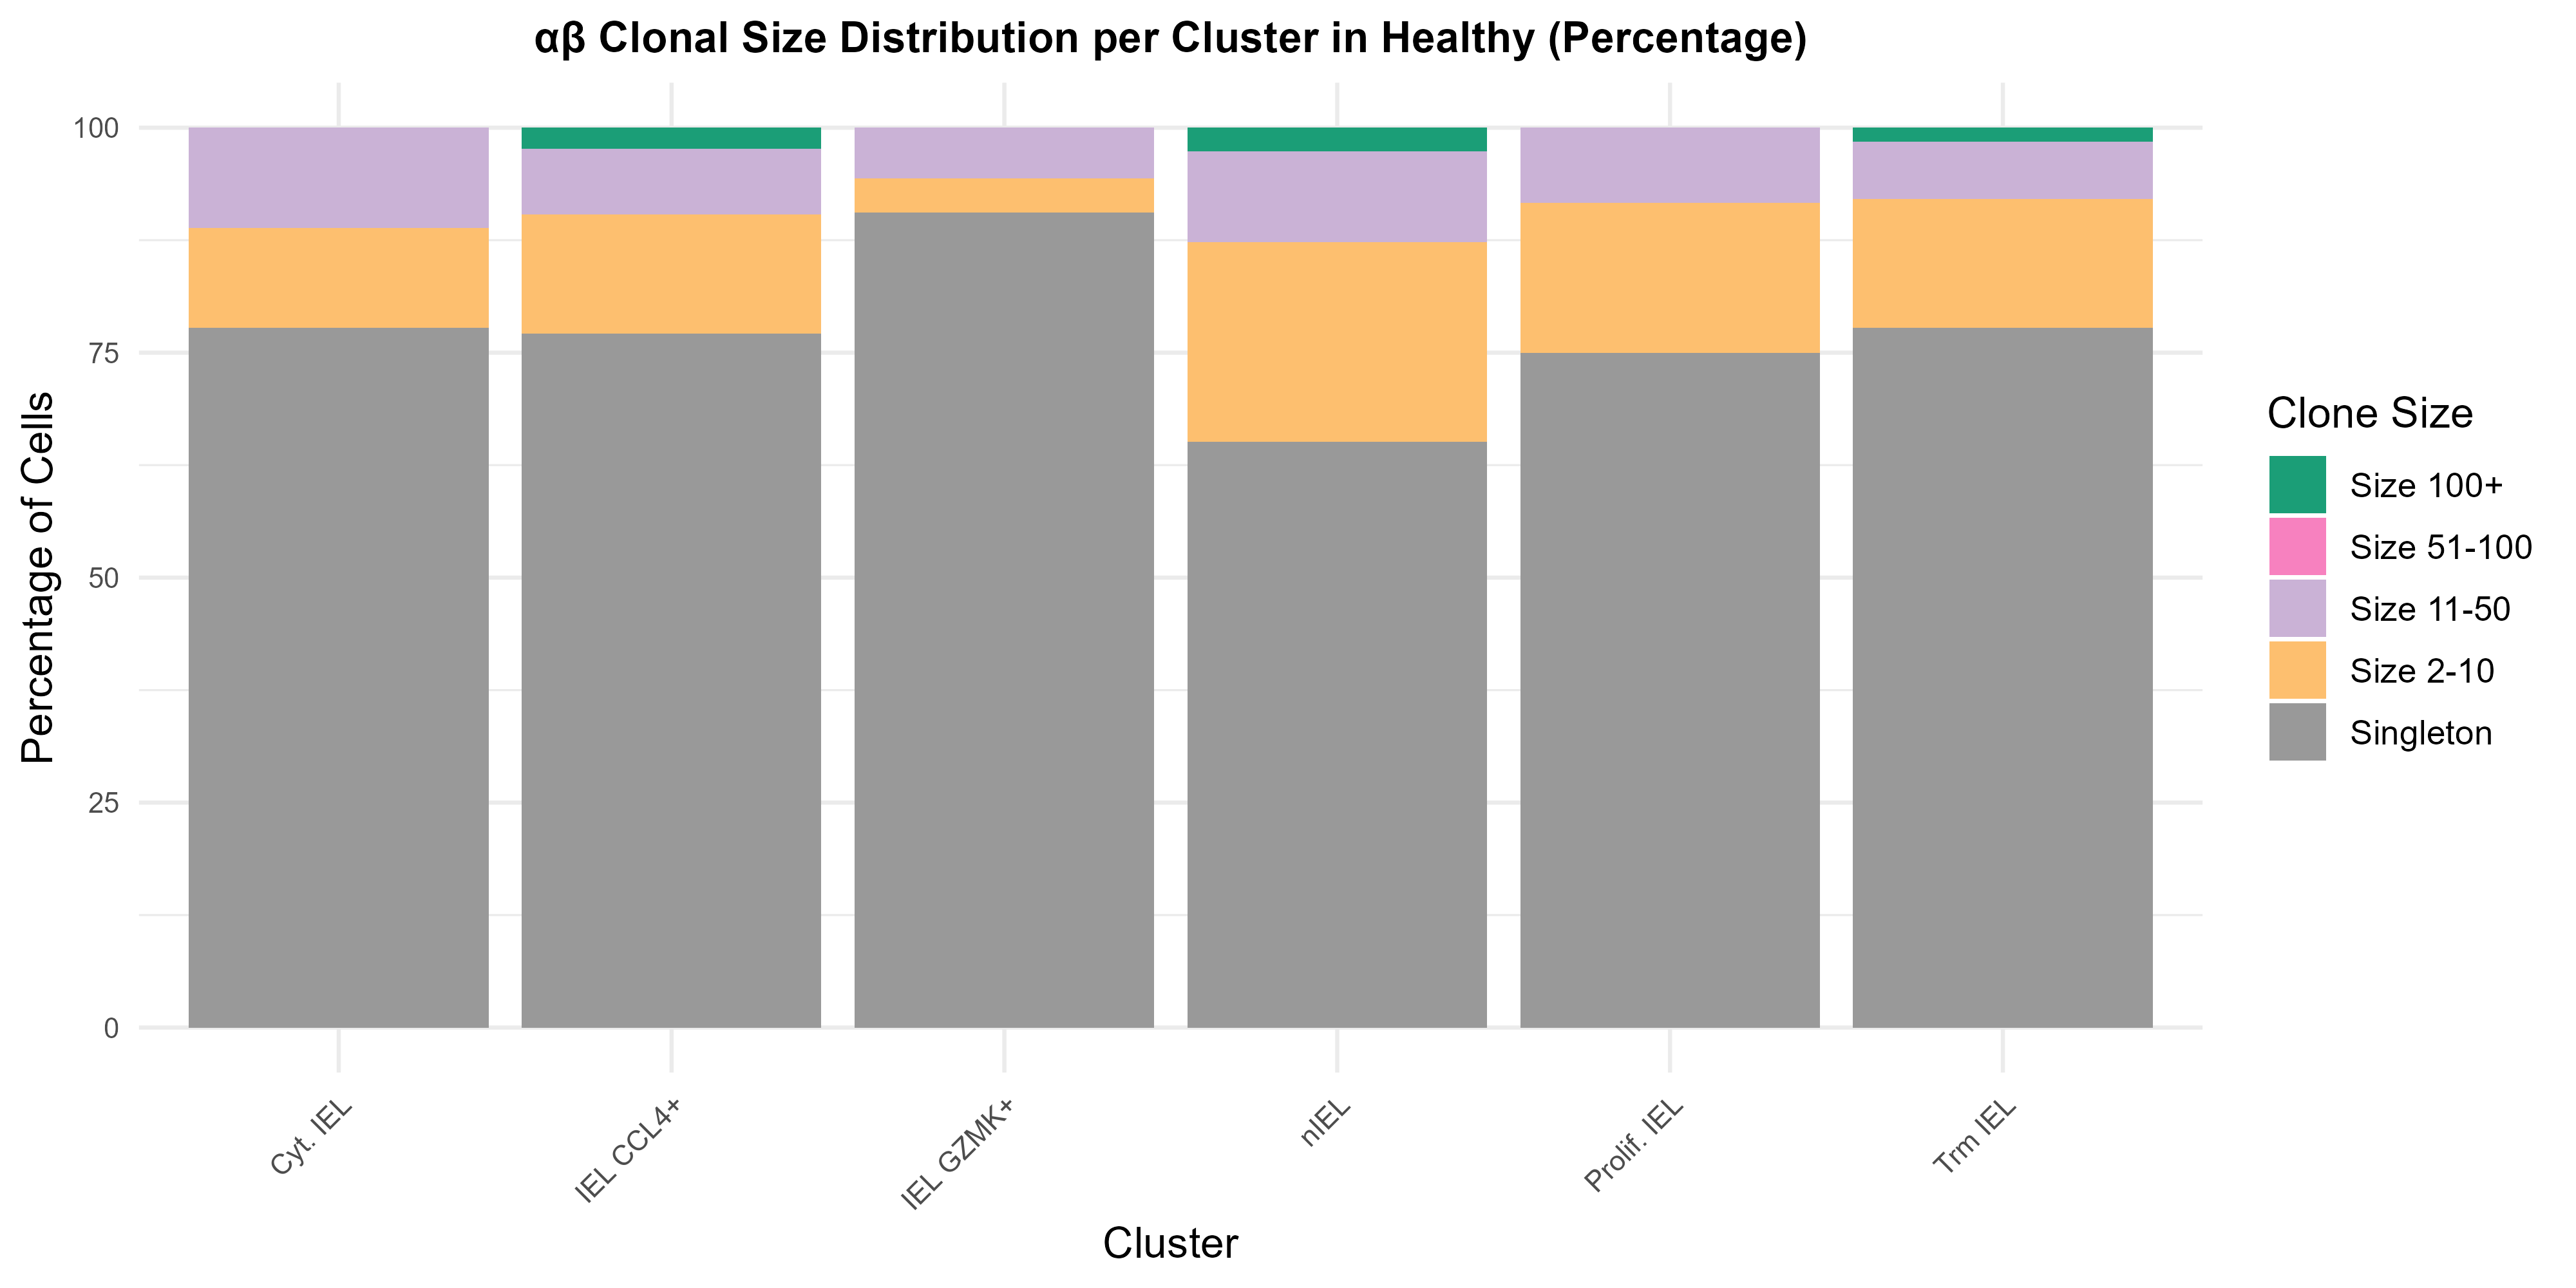 αβ Clonal Size Distribution per Cluster in Healthy (Percentage)
Percentage of Cells
100
75
50
25
0
Cyt. IEL
IEL CCL4+
IEL GZMK+
nIEL
Prolif. IEL
Trm IEL
Cluster
Clone Size
Size 100+
Size 51-100
Size 11-50
Size 2-10
Singleton